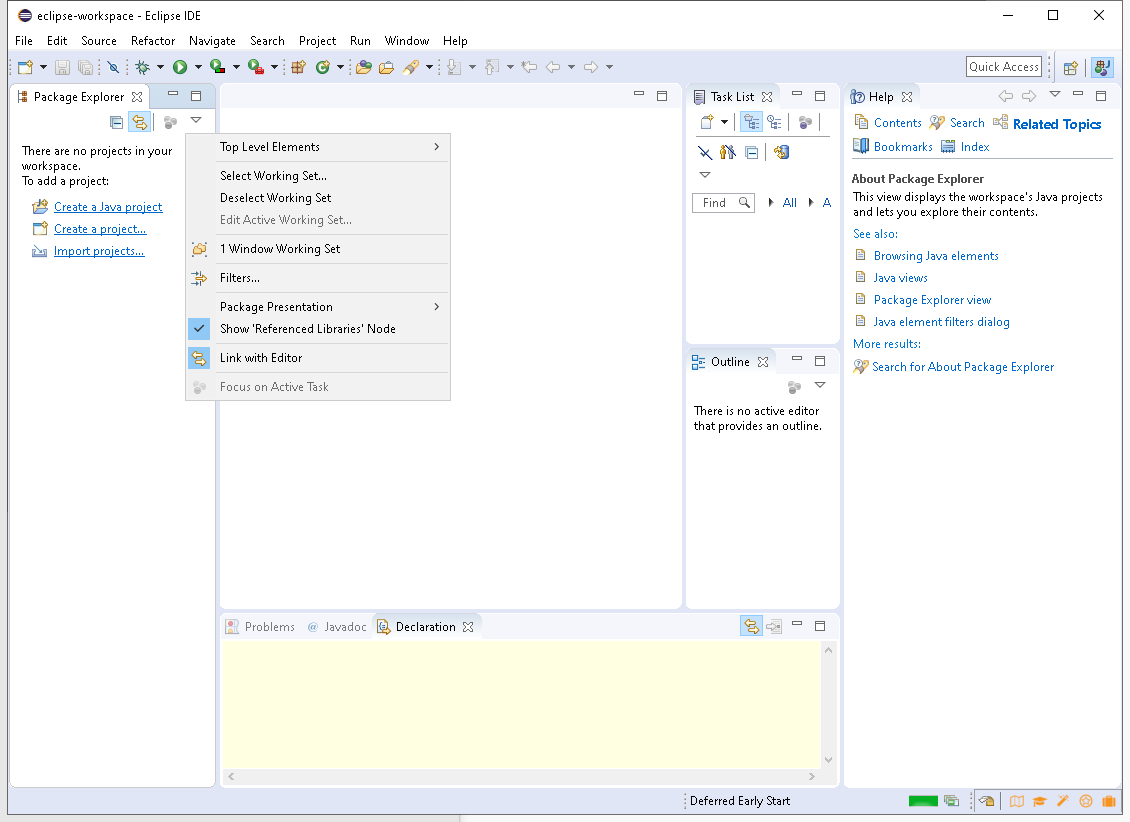 eclipse-workspace - Eclipse IDE
File Edit Source Refactor Navigate Search Project Run Window Help
Quick Access
Package Explorer
There are no projects in your
workspace.
To add a project:
Create a Java project
Create a project...
Import projects...
Top Level Elements
Select Working Set...
Deselect Working Set
Edit Active Working Set...
1 Window Working Set
Filters...
Package Presentation
Show 'Referenced Libraries' Node
Link with Editor
Focus on Active Task
Task List
Find All A
Outline
There is no active editor
that provides an outline.
Help
Contents Search Related Topics
Bookmarks Index
About Package Explorer
This view displays the workspace's Java projects
and lets you explore their contents.
See also:
Browsing Java elements
Java views
Package Explorer view
Java element filters dialog
More results:
Search for About Package Explorer
Problems @ Javadoc Declaration
Deferred Early Start